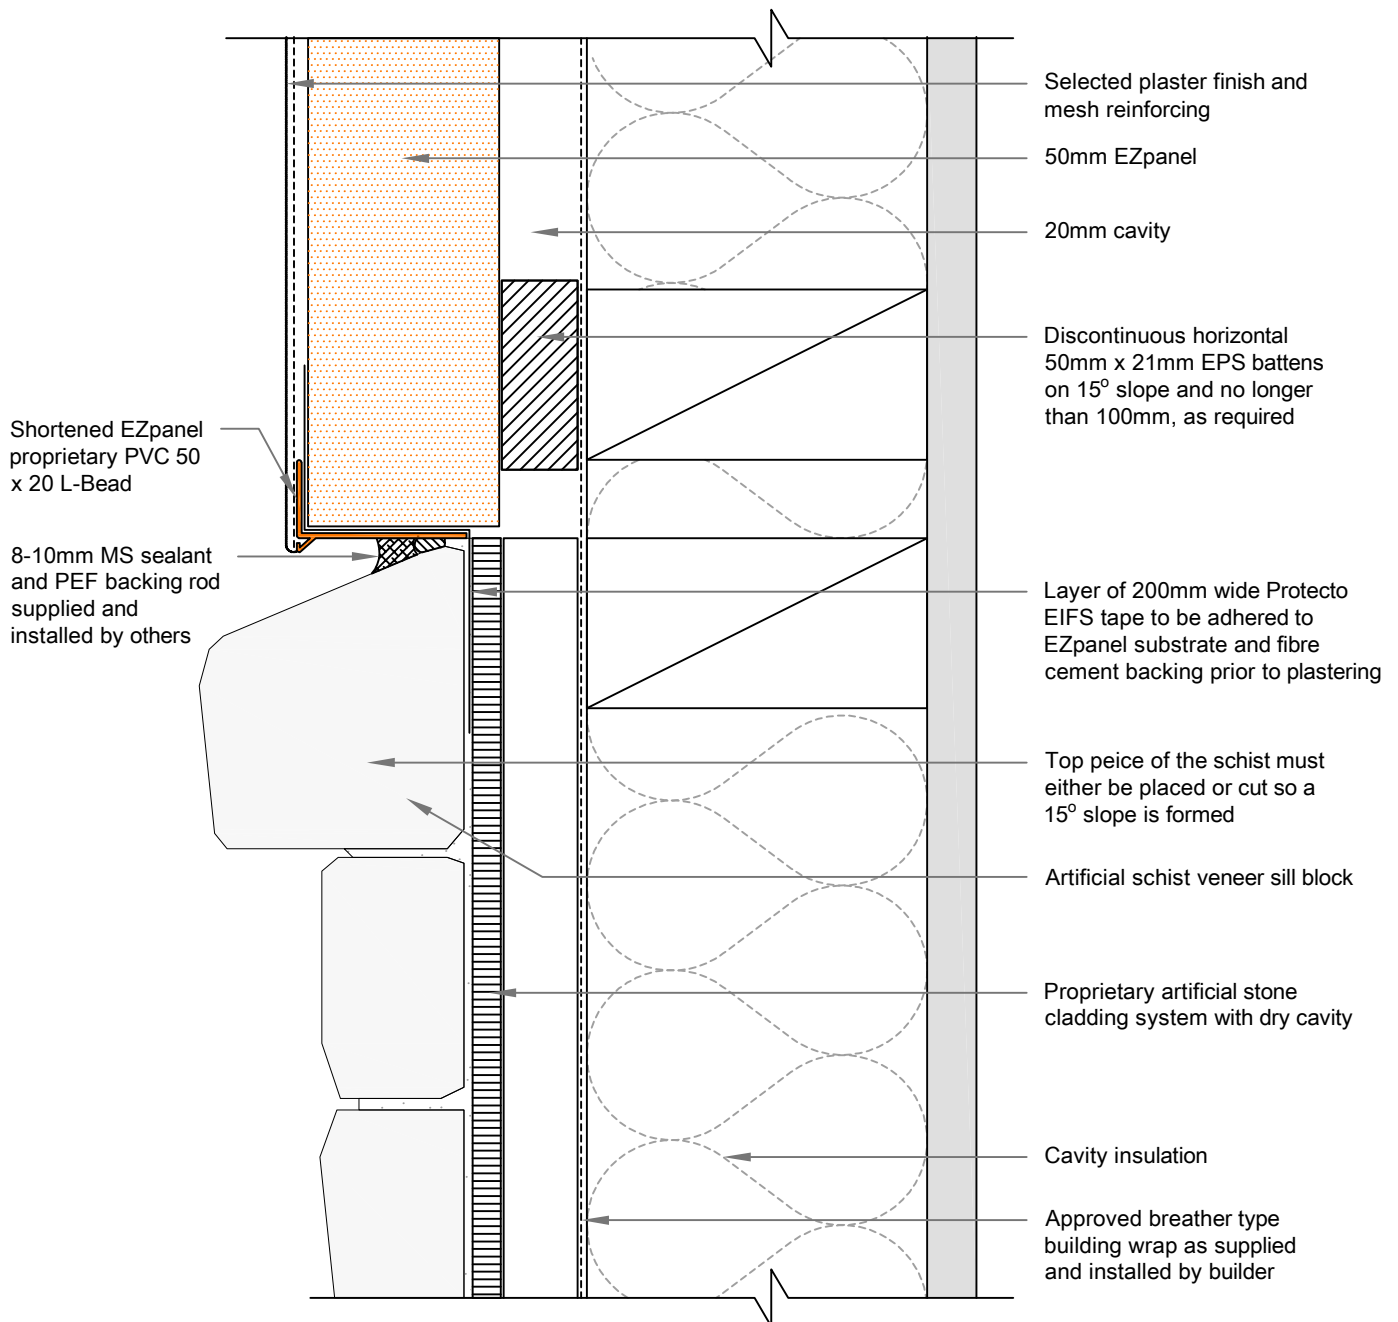 Selected plaster finish and
mesh reinforcing
50mm EZpanel
20mm cavity
Discontinuous horizontal
50mm x 21mm EPS battens
on 15° slope and no longer
than 100mm, as required
Shortened EZpanel
proprietary PVC 50
x 20 L-Bead
8-10mm MS sealant
and PEF backing rod
supplied and
installed by others
Layer of 200mm wide Protecto
EIFS tape to be adhered to
EZpanel substrate and fibre
cement backing prior to plastering
Top peice of the schist must
either be placed or cut so a
15° slope is formed
Artificial schist veneer sill block
Proprietary artificial stone
cladding system with dry cavity
Cavity insulation
Approved breather type
building wrap as supplied
and installed by builder